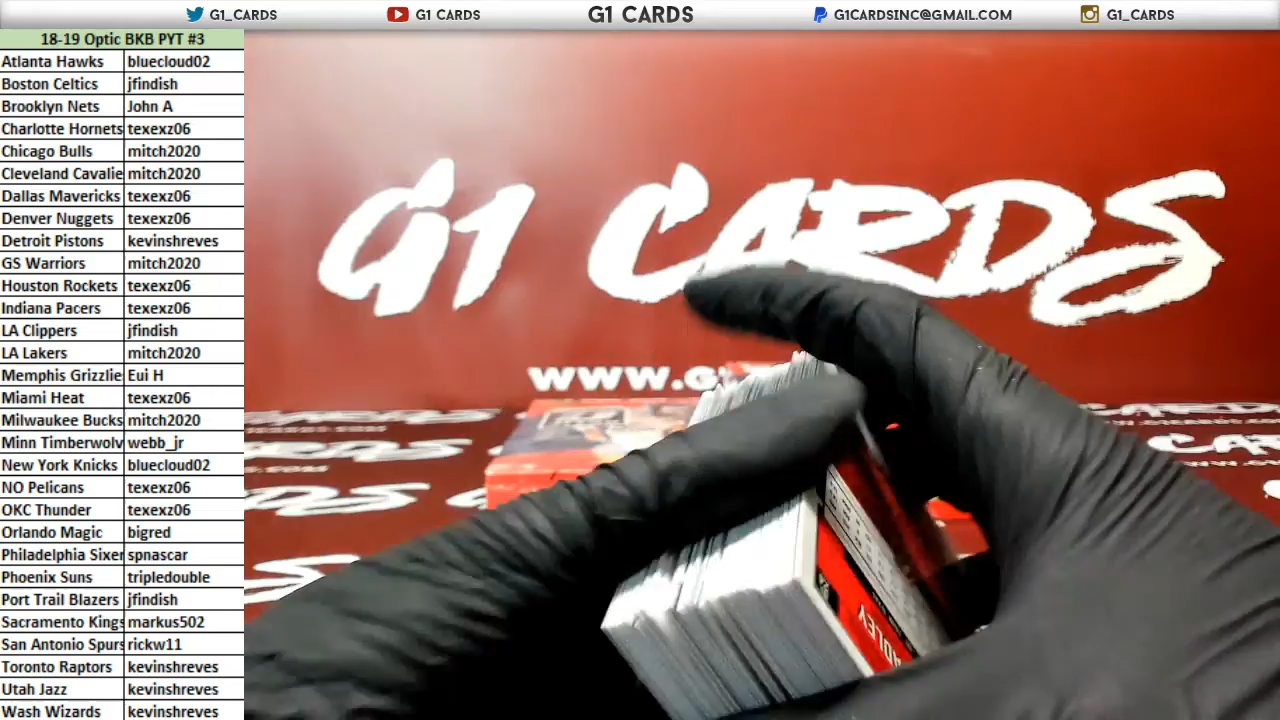 G1_CARDS
G1 CARDS
G1 CARDS
G1CARDSINC@GMAIL.COM
G1_CARDS
18-19 Optic BKB PYT #3
Atlanta Hawks bluecloud02
Boston Celtics jfindish
Brooklyn Nets John A
Charlotte Hornets texexz06
Chicago Bulls mitch2020
Cleveland Cavalie mitch2020
Dallas Mavericks texexz06
Denver Nuggets texexz06
Detroit Pistons kevinshreves
GS Warriors mitch2020
Houston Rockets texexz06
Indiana Pacers texexz06
LA Clippers jfindish
LA Lakers mitch2020
Memphis Grizzlie Eui H
Miami Heat texexz06
Milwaukee Bucks mitch2020
Minn Timberwolv webb_jr
New York Knicks bluecloud02
NO Pelicans texexz06
OKC Thunder texexz06
Orlando Magic bigred
Philadelphia Sixer spnascar
Phoenix Suns tripledouble
Port Trail Blazers jfindish
Sacramento Kings markus502
San Antonio Spurs rickw11
Toronto Raptors kevinshreves
Utah Jazz kevinshreves
Wash Wizards kevinshreves
G1 CARDS
WWW.G